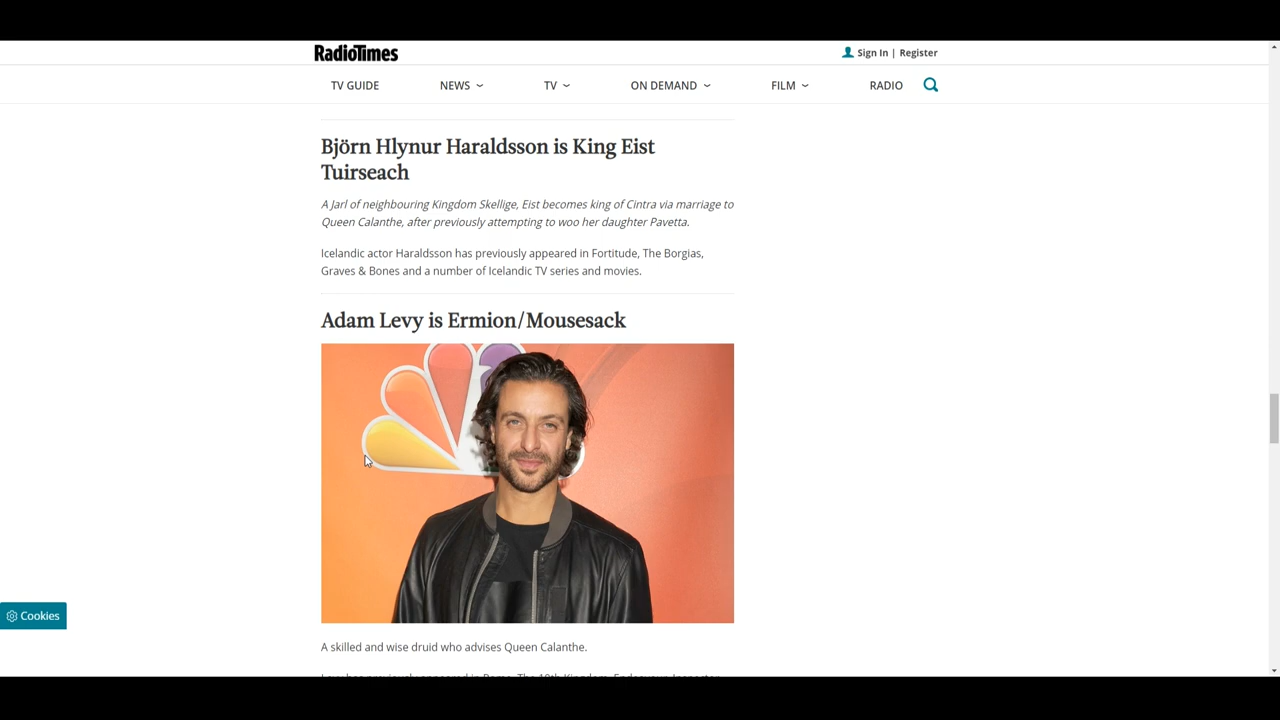 RadioTimes
Sign In | Register
TV GUIDE NEWS TV ON DEMAND FILM RADIO
Björn Hlynur Haraldsson is King Eist
Tuirseach
A Jarl of neighbouring Kingdom Skellige, Eist becomes king of Cintra via marriage to
Queen Calanthe, after previously attempting to woo her daughter Pavetta.
Icelandic actor Haraldsson has previously appeared in Fortitude, The Borgias,
Graves & Bones and a number of Icelandic TV series and movies.
Adam Levy is Ermion/Mousesack
Cookies
A skilled and wise druid who advises Queen Calanthe.